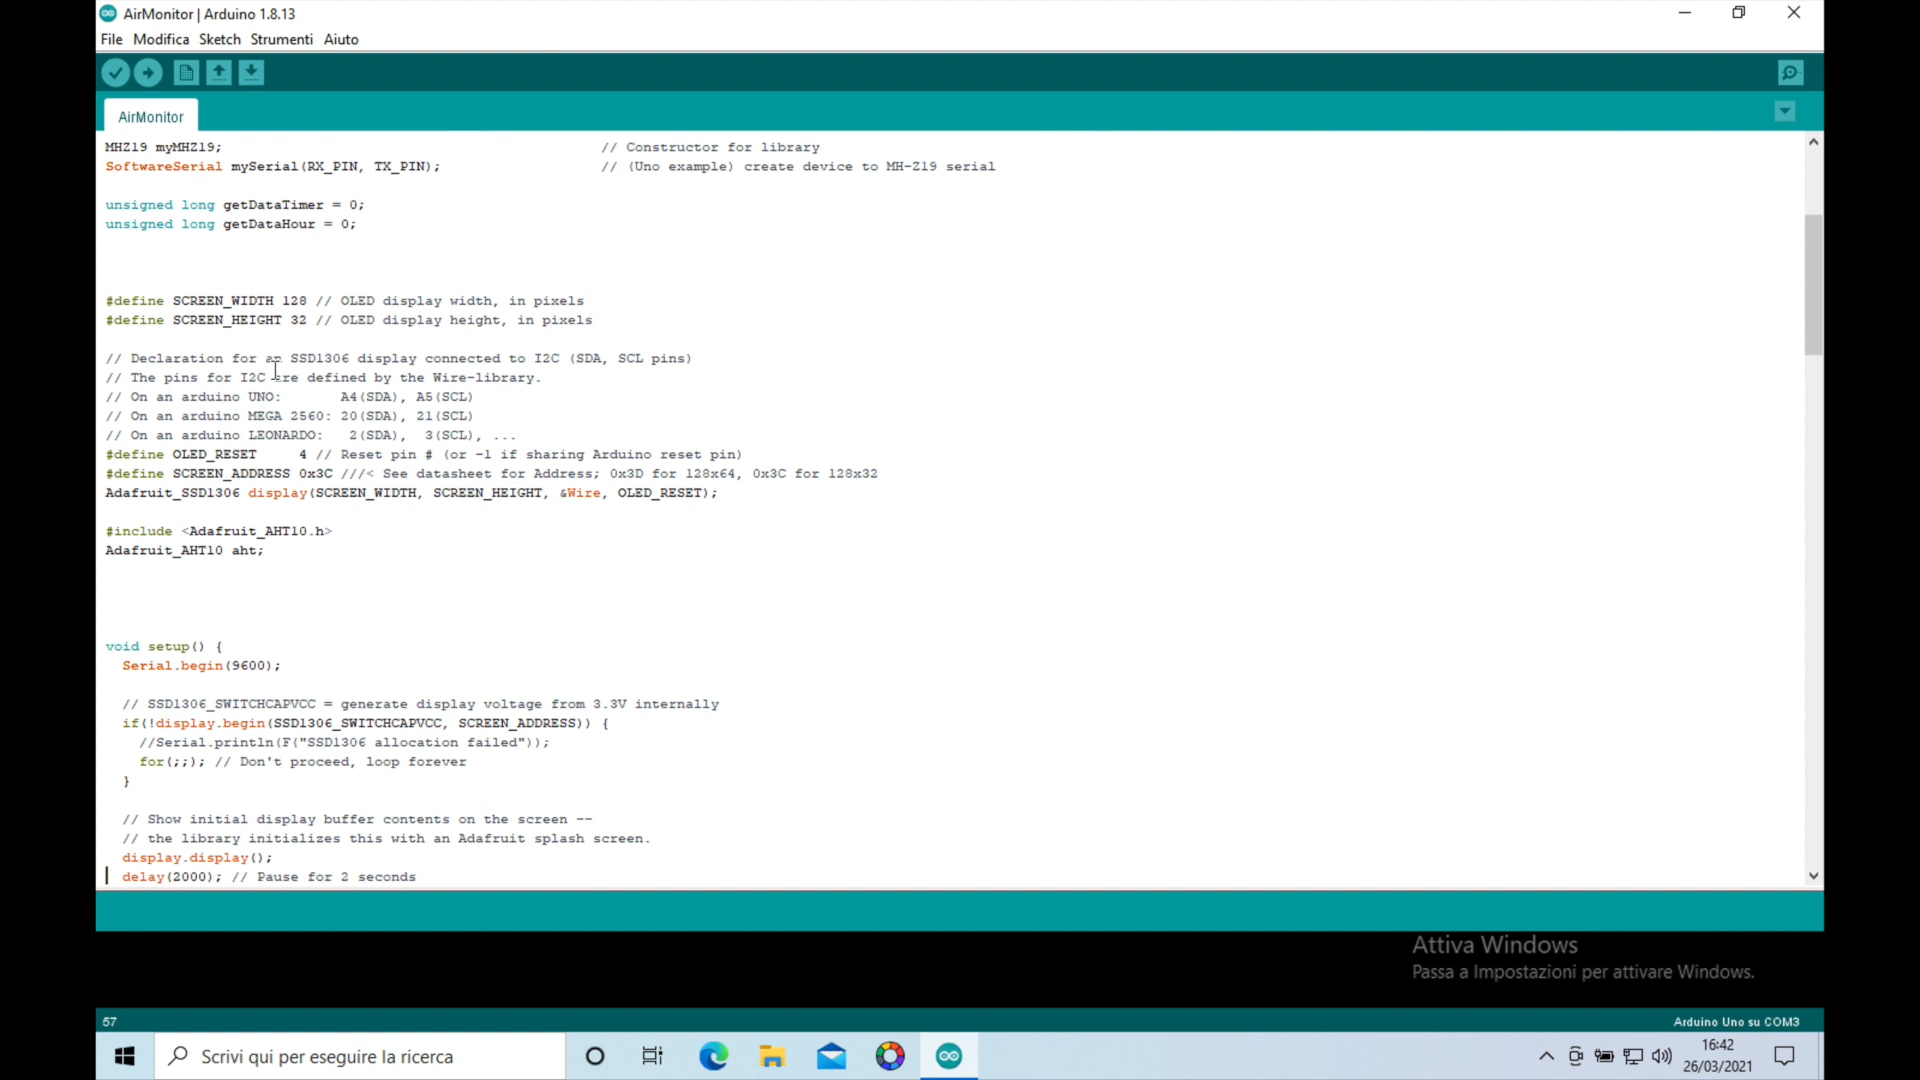 AirMonitor | Arduino 1.8.13
File Modifica Sketch Strumenti Aiuto
AirMonitor
MHZ19 myMHZ19; // Constructor for library
SoftwareSerial mySerial(RX_PIN, TX_PIN); // (Uno example) create device to MH-Z19 serial
unsigned long getDataTimer = 0;
unsigned long getDataHour = 0;
#define SCREEN_WIDTH 128 // OLED display width, in pixels
#define SCREEN_HEIGHT 32 // OLED display height, in pixels
// Declaration for an SSD1306 display connected to I2C (SDA, SCL pins)
// The pins for I2C are defined by the Wire-library.
// On an arduino UNO: A4(SDA), A5(SCL)
// On an arduino MEGA 2560: 20(SDA), 21(SCL)
// On an arduino LEONARDO: 2(SDA), 3(SCL), ...
#define OLED_RESET 4 // Reset pin # (or -1 if sharing Arduino reset pin)
#define SCREEN_ADDRESS 0x3C ///< See datasheet for Address; 0x3D for 128x64, 0x3C for 128x32
Adafruit_SSD1306 display(SCREEN_WIDTH, SCREEN_HEIGHT, &Wire, OLED_RESET);
#include <Adafruit_AHT10.h>
Adafruit_AHT10 aht;
void setup() {
Serial.begin(9600);
// SSD1306_SWITCHCAPVCC = generate display voltage from 3.3V internally
if(!display.begin(SSD1306_SWITCHCAPVCC, SCREEN_ADDRESS)) {
//Serial.println(F("SSD1306 allocation failed"));
for(;;); // Don't proceed, loop forever
}
// Show initial display buffer contents on the screen --
// the library initializes this with an Adafruit splash screen.
display.display();
delay(2000); // Pause for 2 seconds
Attiva Windows
Passa a Impostazioni per attivare Windows.
57
Arduino Uno su COM3
Scrivi qui per eseguire la ricerca
16:42
26/03/2021